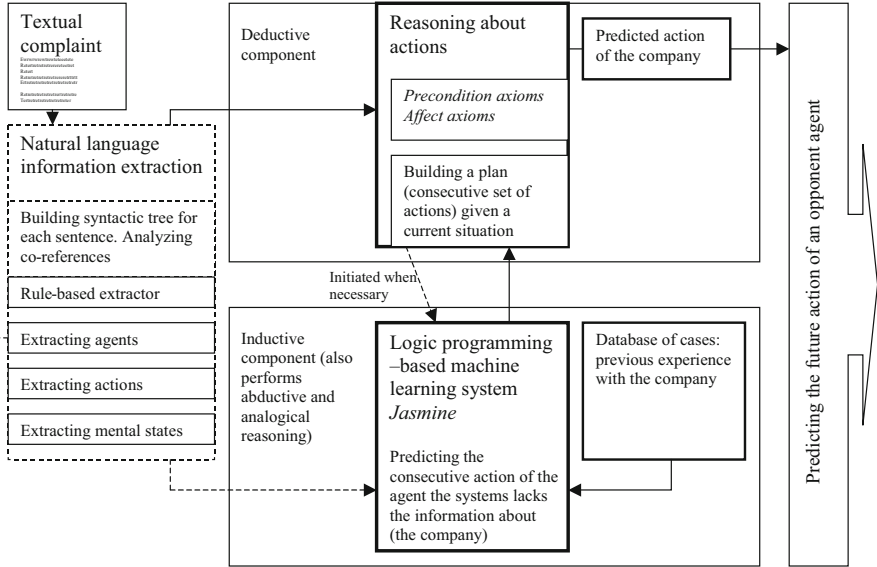 Textual
complaint
Natural language
information extraction
Building syntactic tree for
each sentence. Analyzing
co-references
Rule-based extractor
Extracting agents
Extracting actions
Extracting mental states
Deductive
component
Reasoning about
actions
Precondition axioms
Affect axioms
Building a plan
(consecutive set of
actions) given a
current situation
Predicted action
of the company
Initiated when
necessary
Inductive
component (also
performs
abductive and
analogical
reasoning)
Logic programming
–based machine
learning system
Jasmine
Predicting the
consecutive action of the
agent the systems lacks
the information about
(the company)
Database of cases:
previous experience
with the company
Predicting the future action of an opponent agent